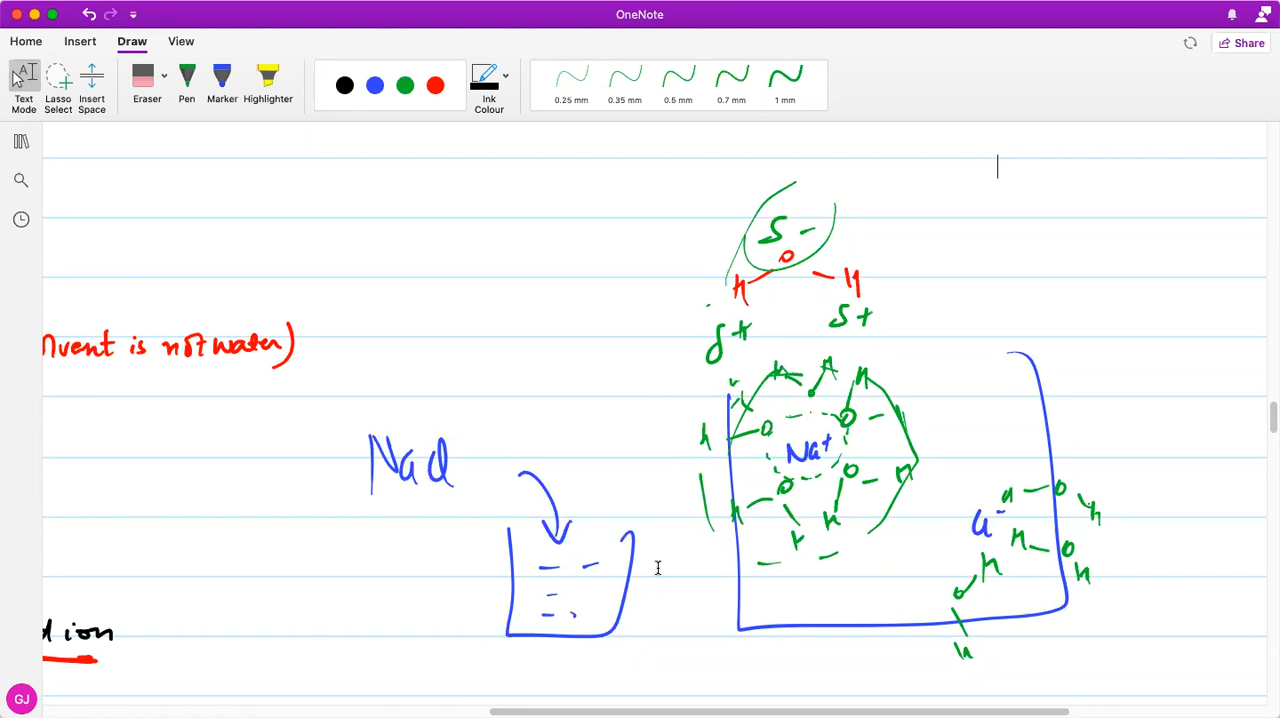 OneNote
Home Insert Draw View
Share
Text Mode
Lasso Select
Insert Space
Eraser
Pen
Marker
Highlighter
Ink Colour
0.25 mm 0.35 mm 0.5 mm 0.7 mm 1 mm
δ -
O
H H
δ+ δ+
vent is not water)
H H H
H O O
NaCl
Na+
O O H
H H H
Cl-
H O H
H O H
H
O
H
d ion
GJ